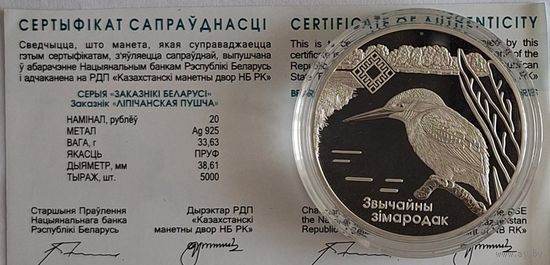 СЕРТЫФІКАТ САПРАЎДНАСЦІ
Сведчыцца, што манета, якая суправаджаецца
гэтым сертыфікатам, з'яўляецца сапраўднай, выпушчана
ў абарачэнне Нацыянальным банкам Рэспублікі Беларусь
і адчаканена на РДП «Казахстанскі манетны двор НБ РК»
СЕРЫЯ «ЗАКАЗНІКІ БЕЛАРУСІ»
Заказнік «ЛІПІЧАНСКАЯ ПУШЧА»
НАМІНАЛ, рублёў 20
МЕТАЛ Ag 925
ВАГА, г 33,63
ЯКАСЦЬ ПРУФ
ДЫЯМЕТР, мм 38,61
ТЫРАЖ, шт. 5000
Старшыня Праўлення
Нацыянальнага банка
Рэспублікі Беларусь
Дырэктар РДП
«Казахстанскі
манетны двор НБ РК»
CERTIFICATE OF AUTHENTICITY
This is
certificate
Republic
State
Звычайны
зімародак